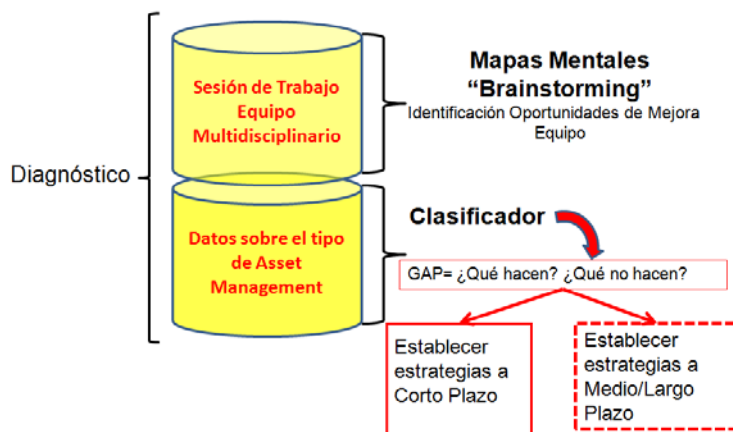 Diagnóstico
Sesión de Trabajo
Equipo
Multidisciplinario
Mapas Mentales
“Brainstorming”
Identificación Oportunidades de Mejora
Equipo
Datos sobre el tipo
de Asset
Management
Clasificador
GAP= ¿Qué hacen? ¿Qué no hacen?
Establecer
estrategias a
Corto Plazo
Establecer
estrategias a
Medio/Largo
Plazo